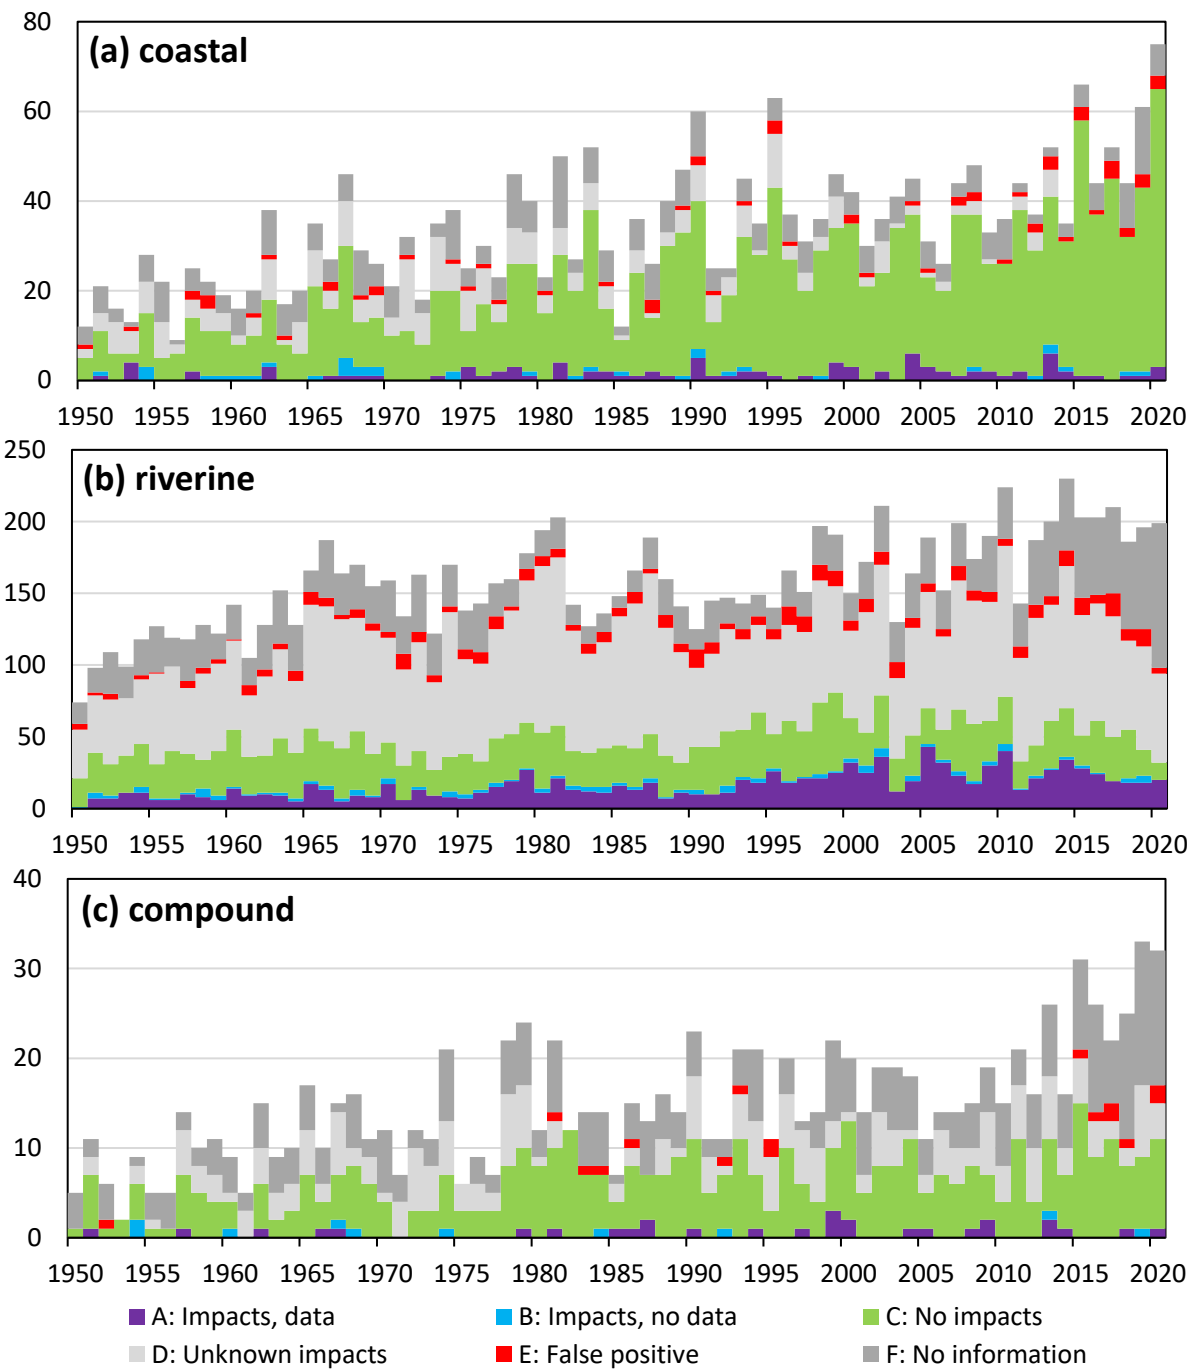 (a) coastal
80
60
40
20
0
1950 1955 1960 1965 1970 1975 1980 1985 1990 1995 2000 2005 2010 2015 2020
(b) riverine
250
200
150
100
50
0
1950 1955 1960 1965 1970 1975 1980 1985 1990 1995 2000 2005 2010 2015 2020
(c) compound
40
30
20
10
0
1950 1955 1960 1965 1970 1975 1980 1985 1990 1995 2000 2005 2010 2015 2020
A: Impacts, data B: Impacts, no data C: No impacts
D: Unknown impacts E: False positive F: No information